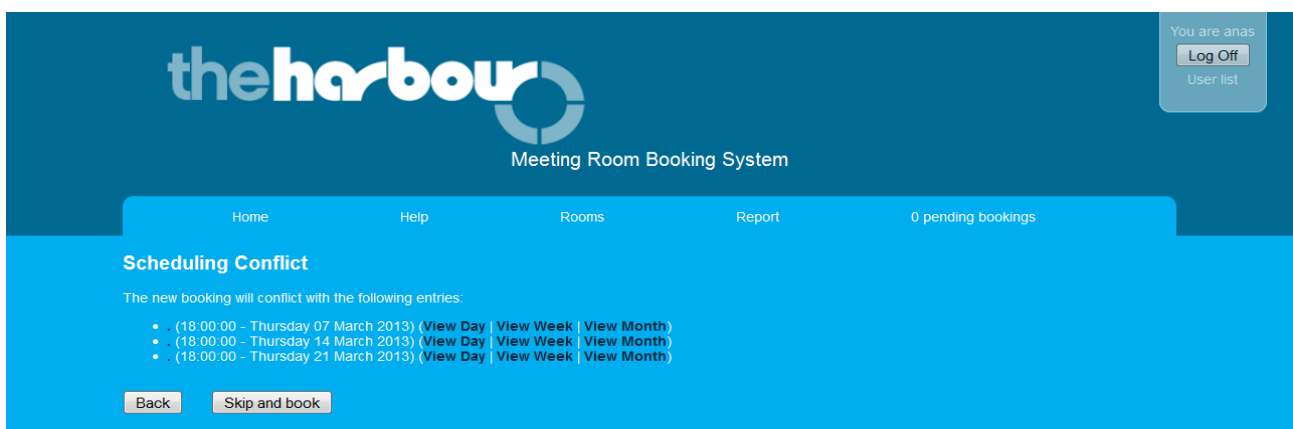 You are anas
Log Off
User list
theharbour
Meeting Room Booking System
Home Help Rooms Report 0 pending bookings
Scheduling Conflict
The new booking will conflict with the following entries:
• . (18:00:00 - Thursday 07 March 2013) (View Day | View Week | View Month)
• . (18:00:00 - Thursday 14 March 2013) (View Day | View Week | View Month)
• . (18:00:00 - Thursday 21 March 2013) (View Day | View Week | View Month)
Back Skip and book